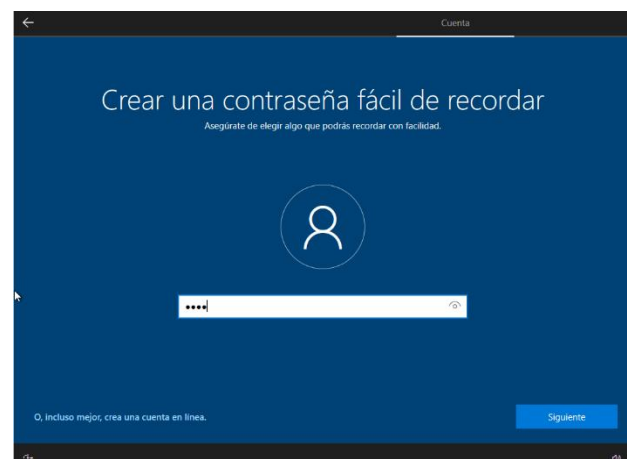 Cuenta
Crear una contraseña fácil de recordar
Asegúrate de elegir algo que podrás recordar con facilidad.
••••
O, incluso mejor, crea una cuenta en línea.
Siguiente